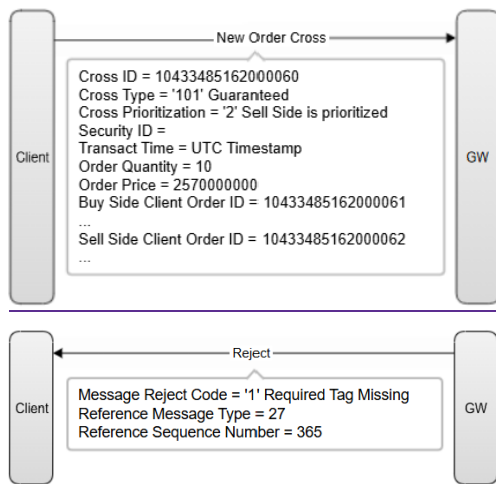 New Order Cross
Cross ID = 10433485162000060
Cross Type = '101' Guaranteed
Cross Prioritization = '2' Sell Side is prioritized
Security ID =
Client
Transact Time = UTC Timestamp
GW
Order Quantity = 10
Order Price = 2570000000
Buy Side Client Order ID = 10433485162000061
...
Sell Side Client Order ID = 10433485162000062
...
Reject
Message Reject Code = '1' Required Tag Missing
Client
Reference Message Type = 27
GW
Reference Sequence Number = 365